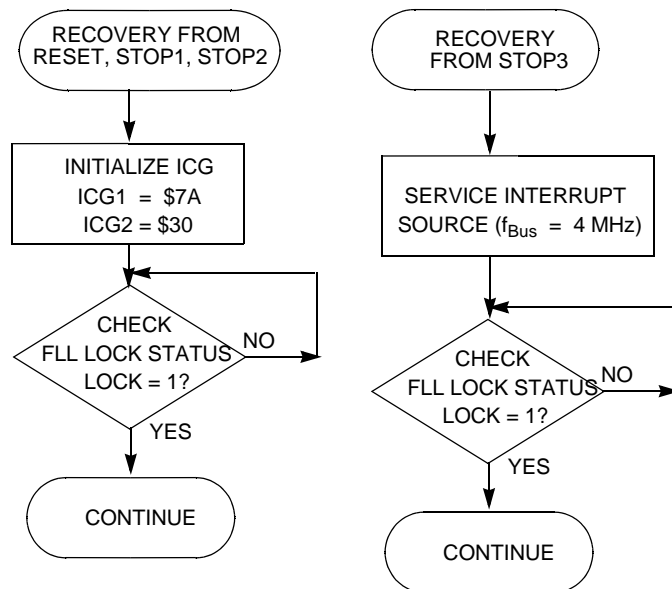 RECOVERY FROM
RESET, STOP1, STOP2
INITIALIZE ICG
ICG1 = $7A
ICG2 = $30
CHECK
FLL LOCK STATUS
LOCK = 1?
NO
YES
CONTINUE
RECOVERY
FROM STOP3
SERVICE INTERRUPT
SOURCE (fBus = 4 MHz)
CHECK
FLL LOCK STATUS
LOCK = 1?
NO
YES
CONTINUE